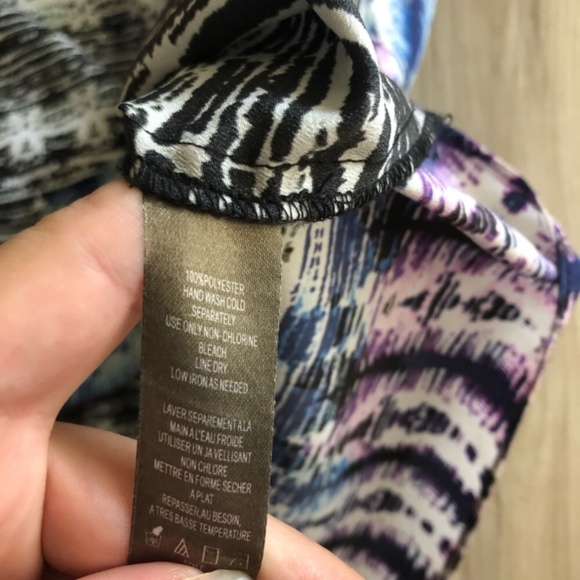 100%POLYESTER
HAND WASH COLD
SEPARATELY
USE ONLY NON-CHLORINE
BLEACH
LINE DRY
LOW IRON AS NEEDED
LAVER SEPAREMENT A LA
MAIN A L'EAU FROIDE
UTILISER UN JAVELLISANT
NON CHLORE
METTRE EN FORME SECHER
A PLAT
REPASSER, AU BESOIN,
A TRES BASSE TEMPERATURE